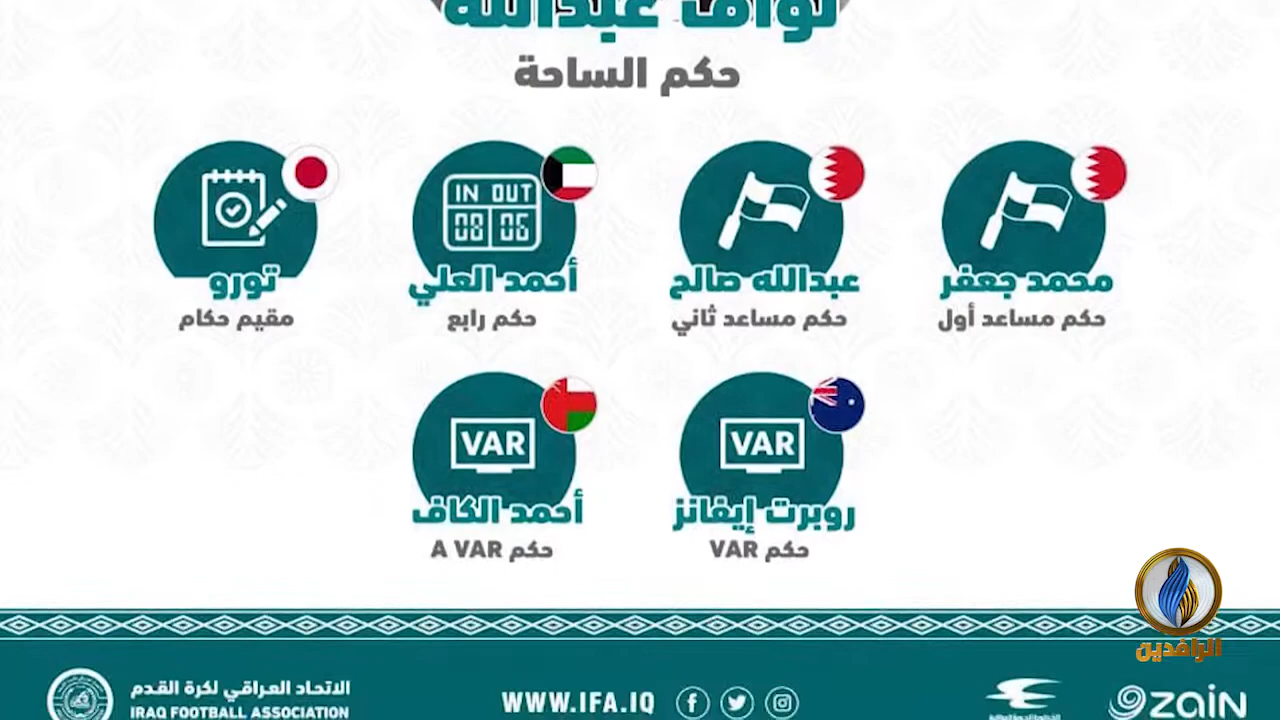 نواف عبدالله
حكم الساحة
IN OUT
08 06
محمد جعفر
حكم مساعد أول
عبدالله صالح
حكم مساعد ثاني
أحمد العلي
حكم رابع
تورو
مقيم حكام
VAR
روبرت إيفانز
حكم VAR
VAR
أحمد الكاف
حكم A VAR
الرافدين
الاتحاد العراقي لكرة القدم
IRAQ FOOTBALL ASSOCIATION
WWW.IFA.IQ
zain